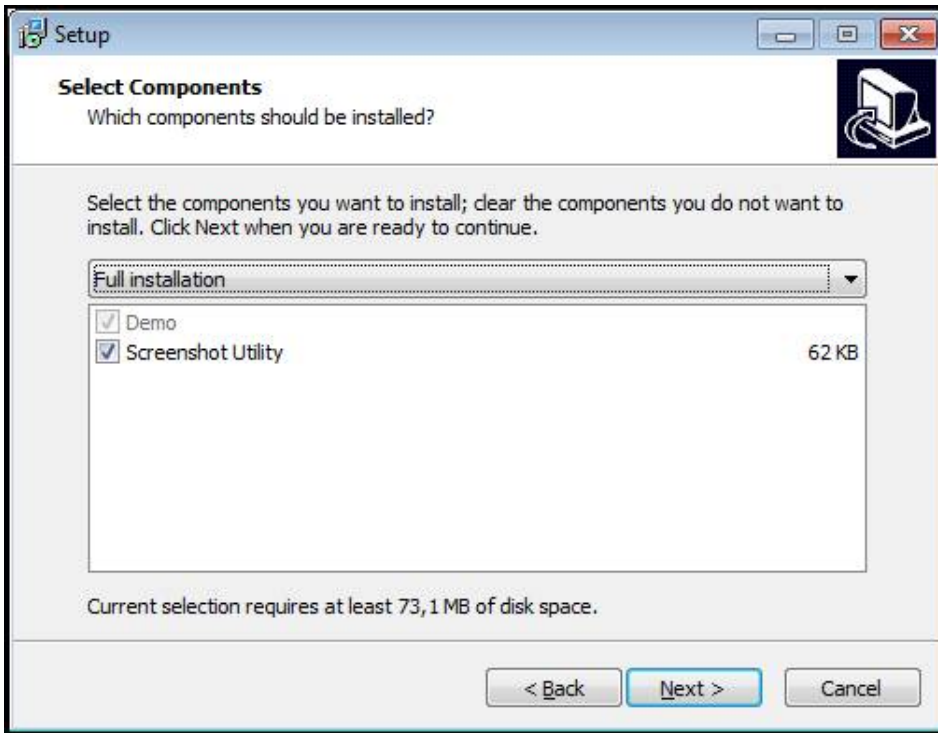 Setup
Select Components
Which components should be installed?
Select the components you want to install; clear the components you do not want to
install. Click Next when you are ready to continue.
Full installation
Demo
Screenshot Utility 62 KB
Current selection requires at least 73,1 MB of disk space.
< Back Next > Cancel